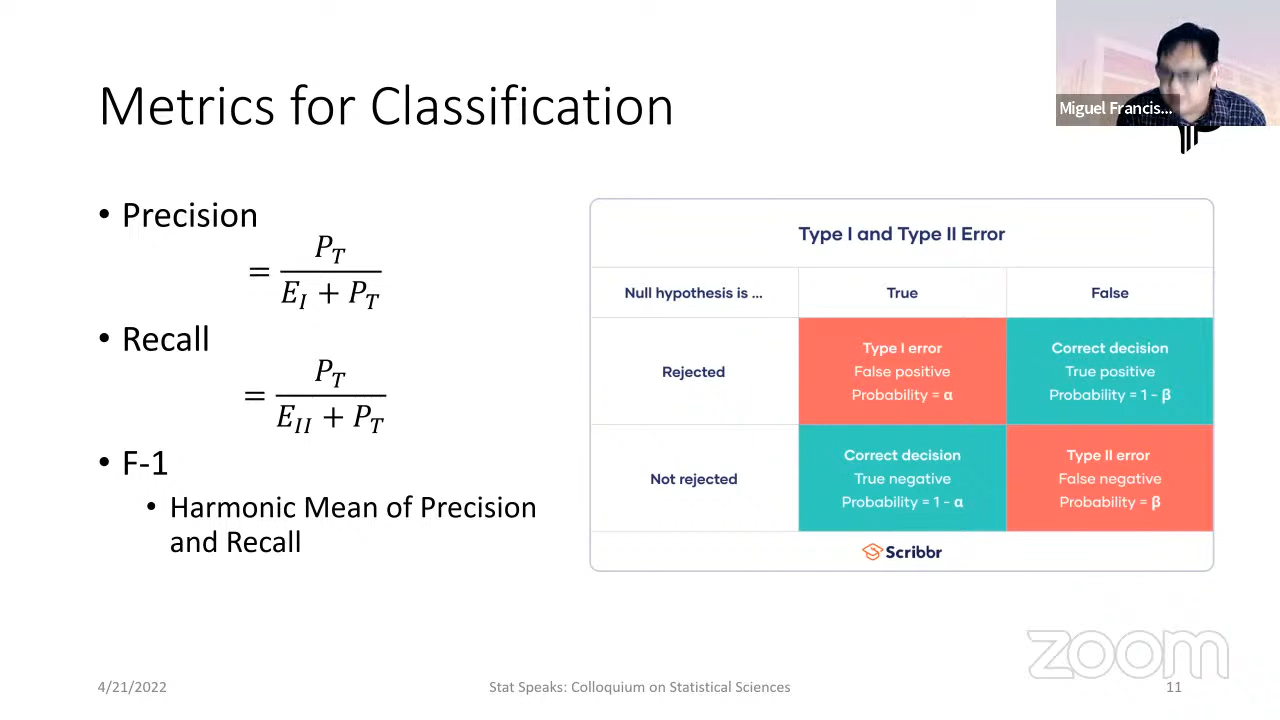 Metrics for Classification
Miguel Francis...
• Precision
= P_T / (E_I + P_T)
• Recall
= P_T / (E_{II} + P_T)
• F-1
• Harmonic Mean of Precision
and Recall
Type I and Type II Error
Null hypothesis is ...
True
False
Rejected
Type I error
False positive
Probability = α
Correct decision
True positive
Probability = 1 - β
Not rejected
Correct decision
True negative
Probability = 1 - α
Type II error
False negative
Probability = β
Scribbr
zoom
4/21/2022
Stat Speaks: Colloquium on Statistical Sciences
11